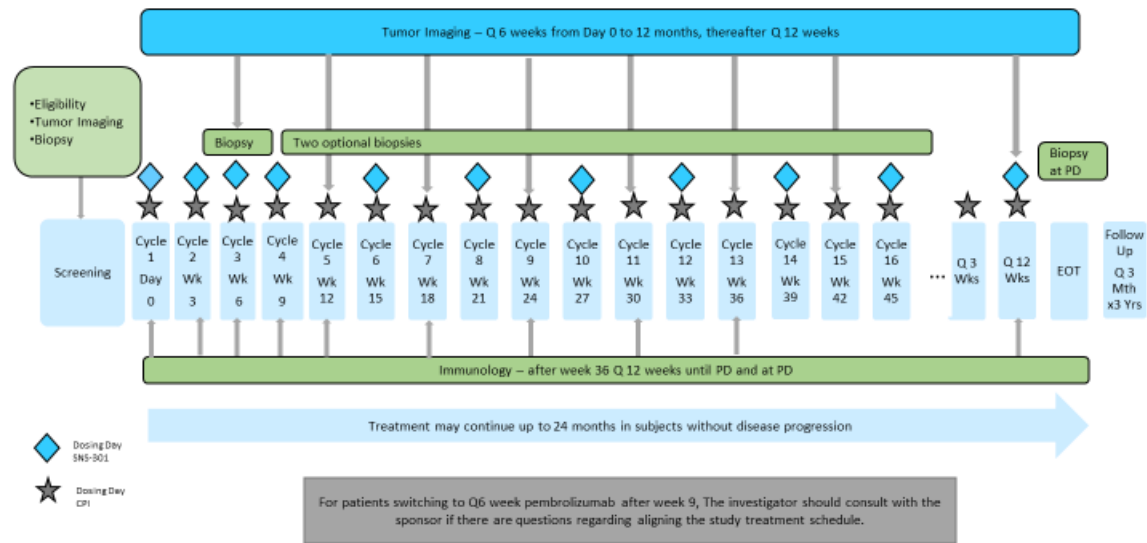 Tumor Imaging – Q 6 weeks from Day 0 to 12 months, thereafter Q 12 weeks
•Eligibility
•Tumor Imaging
•Biopsy
Biopsy
Two optional biopsies
Biopsy
at PD
Screening
Cycle
1
Day
0
Cycle
2
Wk
3
Cycle
3
Wk
6
Cycle
4
Wk
9
Cycle
5
Wk
12
Cycle
6
Wk
15
Cycle
7
Wk
18
Cycle
8
Wk
21
Cycle
9
Wk
24
Cycle
10
Wk
27
Cycle
11
Wk
30
Cycle
12
Wk
33
Cycle
13
Wk
36
Cycle
14
Wk
39
Cycle
15
Wk
42
Cycle
16
Wk
45
...
Q 3
Wks
Q 12
Wks
EOT
Follow
Up
Q 3
Mth
x3 Yrs
Immunology – after week 36 Q 12 weeks until PD and at PD
Treatment may continue up to 24 months in subjects without disease progression
Dosing Day
SNS-301
Dosing Day
CPI
For patients switching to Q6 week pembrolizumab after week 9, The investigator should consult with the
sponsor if there are questions regarding aligning the study treatment schedule.